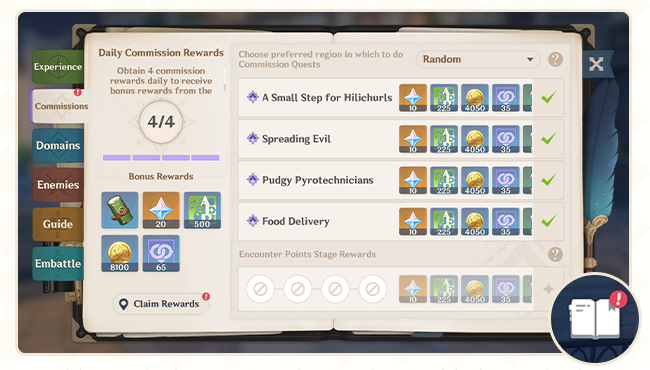 Experience
Commissions
Domains
Enemies
Guide
Embattle
Daily Commission Rewards
Obtain 4 commission
rewards daily to receive
bonus rewards from the
4/4
Bonus Rewards
20
500
8100
65
Claim Rewards
Choose preferred region in which to do
Commission Quests
Random
?
A Small Step for Hilichurls
10 225 4050 35
Spreading Evil
10 225 4050 35
Pudgy Pyrotechnicians
10 225 4050 35
Food Delivery
10 225 4050 35
Encounter Points Stage Rewards
?
10 225 4050 35